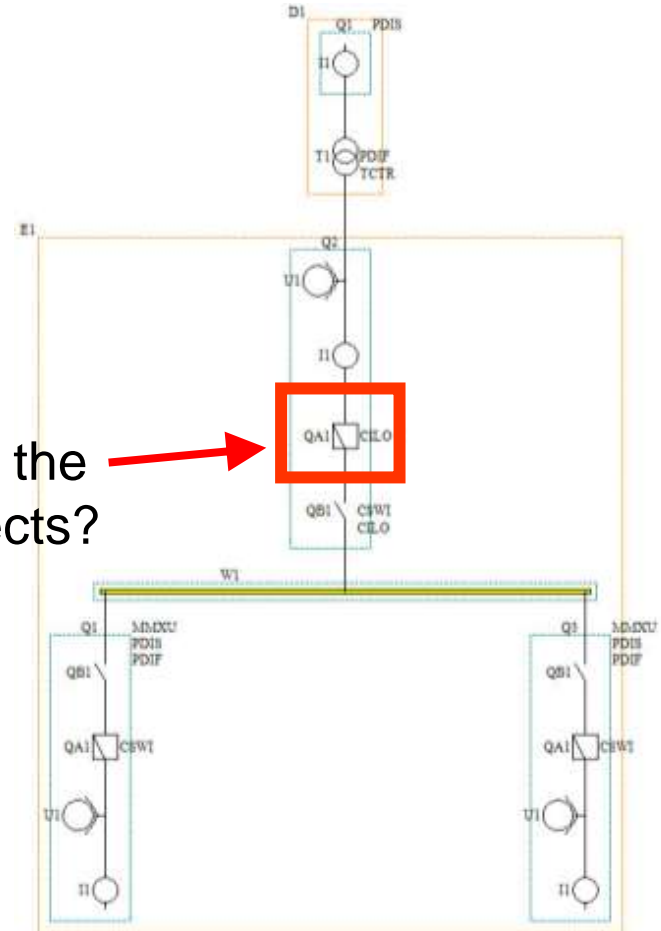 D1
Q1 PDIS
I1
T1 PDIF
TCTR
E1
Q2
U1
I1
the
ects?
QA1 CILO
QB1 CSWI
CILO
W1
Q1 MMXU
PDIS
PDIF
QB1
QA1 CSWI
U1
I1
Q3 MMXU
PDIS
PDIF
QB1
QA1 CSWI
U1
I1